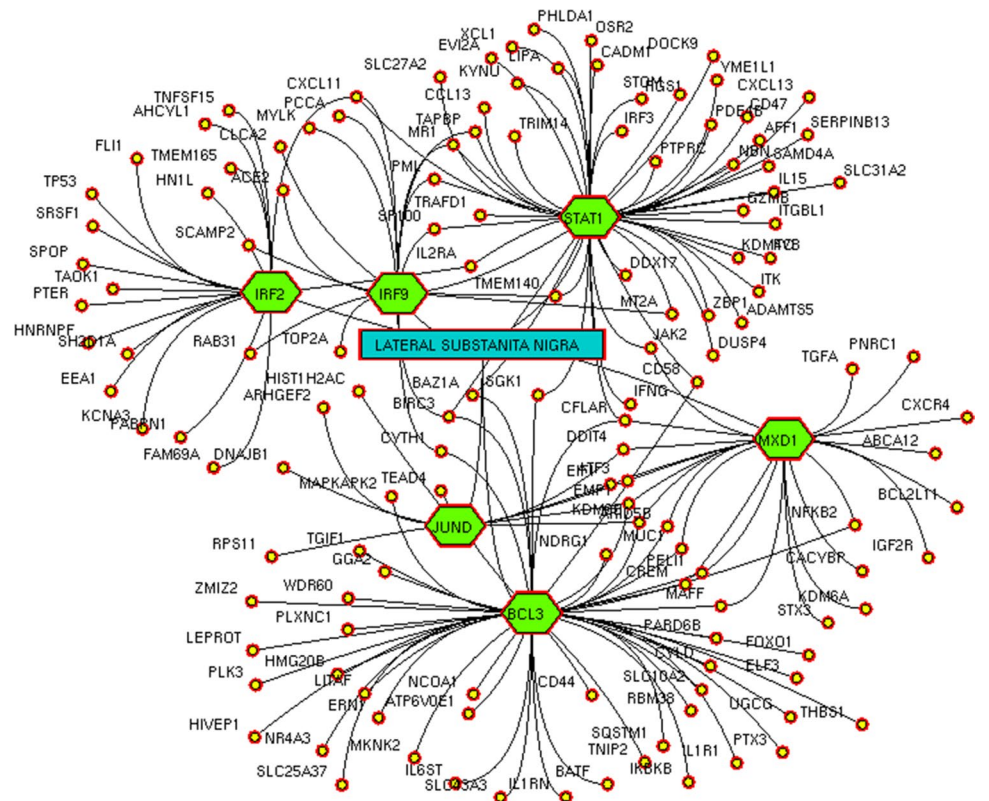 PHLDA1
XCL1
OSR2
EVI2A
LIPA
CADM1
DOCK9
SLC27A2
KYNU
YME1L1
STOM
RGS1
CXCL13
CXCL11
CCL13
CD47
TNFSF15
PCCA
PDE4B
AHCYL1
MYLK
TAPBP
TRIM14
IRF3
AFF1
SERPINB13
CLCA2
MR1
FLI1
PTPRC
NBN
SAMD4A
TMEM165
PML
SLC31A2
HN1L
ACE2
IL15
TP53
TRAFD1
GZMB
SRSF1
SP100
STAT1
ITGBL1
SCAMP2
IL2RA
SPOP
DDX17
TAOK1
TMEM140
ITK
PTER
IRF2
IRF9
MT2A
ZBP1
ADAMTS5
HNRNPF
SH2D1A
RAB31
TOP2A
LATERAL SUBSTANITA NIGRA
JAK2
DUSP4
PNRC1
TGFA
EEA1
HIST1H2AC
BAZ1A
SGK1
CD58
KCNA3
ARHGEF2
IFNG
PABPN1
BIRC3
CFLAR
CXCR4
FAM69A
DNAJB1
CYTH1
DDIT4
MXD1
ABCA12
MAPKAPK2
TEAD4
ATF3
EMP1
BCL2L11
ARID5B
NFKB2
RPS11
TGIF1
JUND
NDRG1
MUC1
IGF2R
GGA2
PELI1
CACYBP
CREM
ZMIZ2
WDR60
MAFF
KDM6A
STX3
PLXNC1
BCL3
PARD6B
LEPROT
FOXO1
HMG20B
CYLD
ELF3
PLK3
LITAF
NCOA1
CD44
SLC10A2
ERN1
ATP6V0E1
RBM38
UGCG
THBS1
HIVEP1
NR4A3
MKNK2
SQSTM1
PTX3
TNIP2
IL1R1
SLC25A37
IL6ST
IKBKB
SLC43A3
IL1RN
BATF